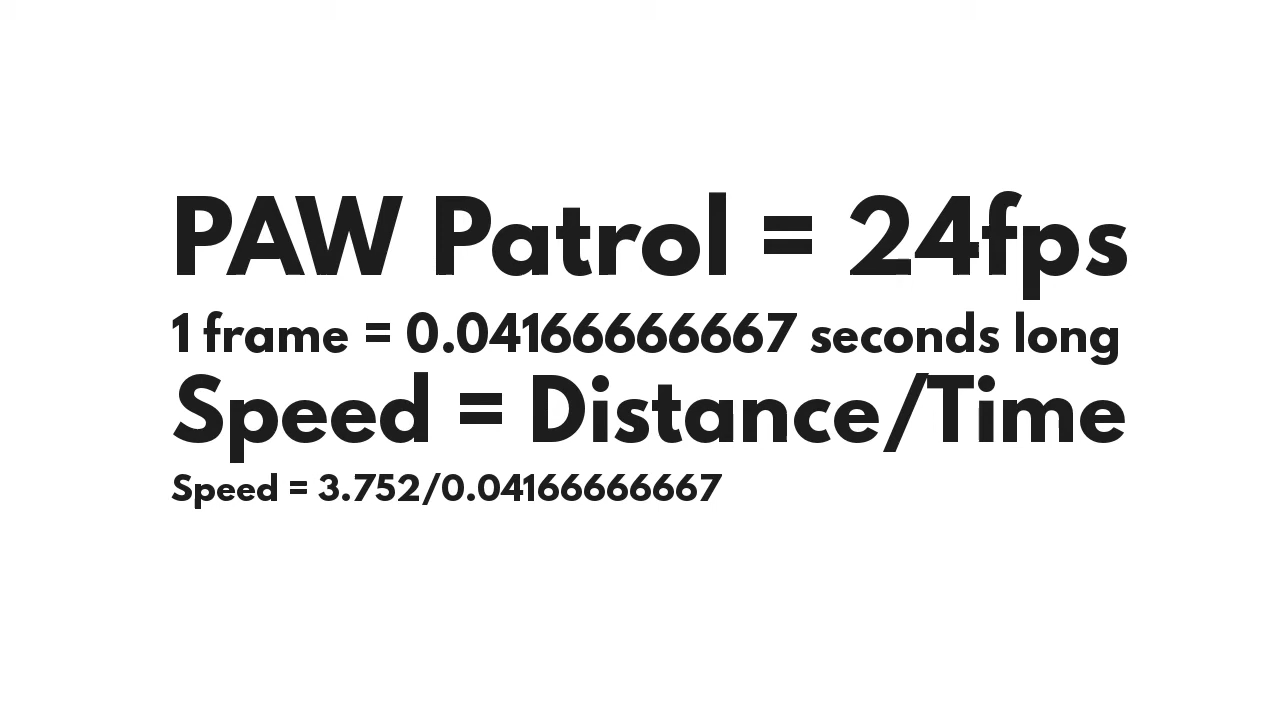 PAW Patrol = 24fps
1 frame = 0.04166666667 seconds long
Speed = Distance/Time
Speed = 3.752/0.04166666667